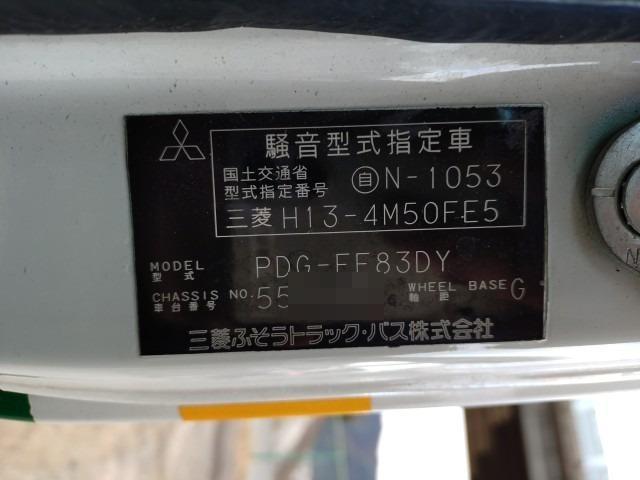 騒音型式指定車
国土交通省
型式指定番号 自 N-1053
三菱 H13-4M50FE5
MODEL
型式 PDG-FE83DY
CHASSIS NO.
車台番号 55
WHEEL BASE
軸距 G
三菱ふそうトラック・バス株式会社
N